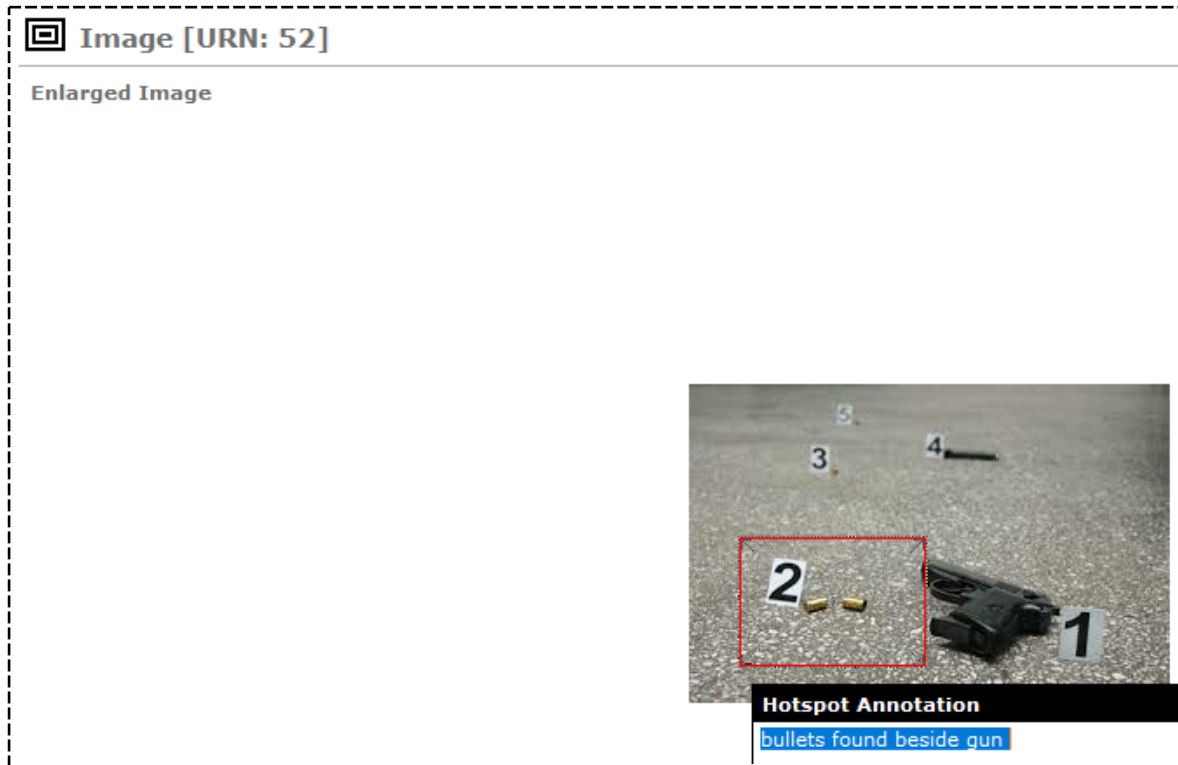 Image [URN: 52]
Enlarged Image
5
4
3
2
1
Hotspot Annotation
bullets found beside gun